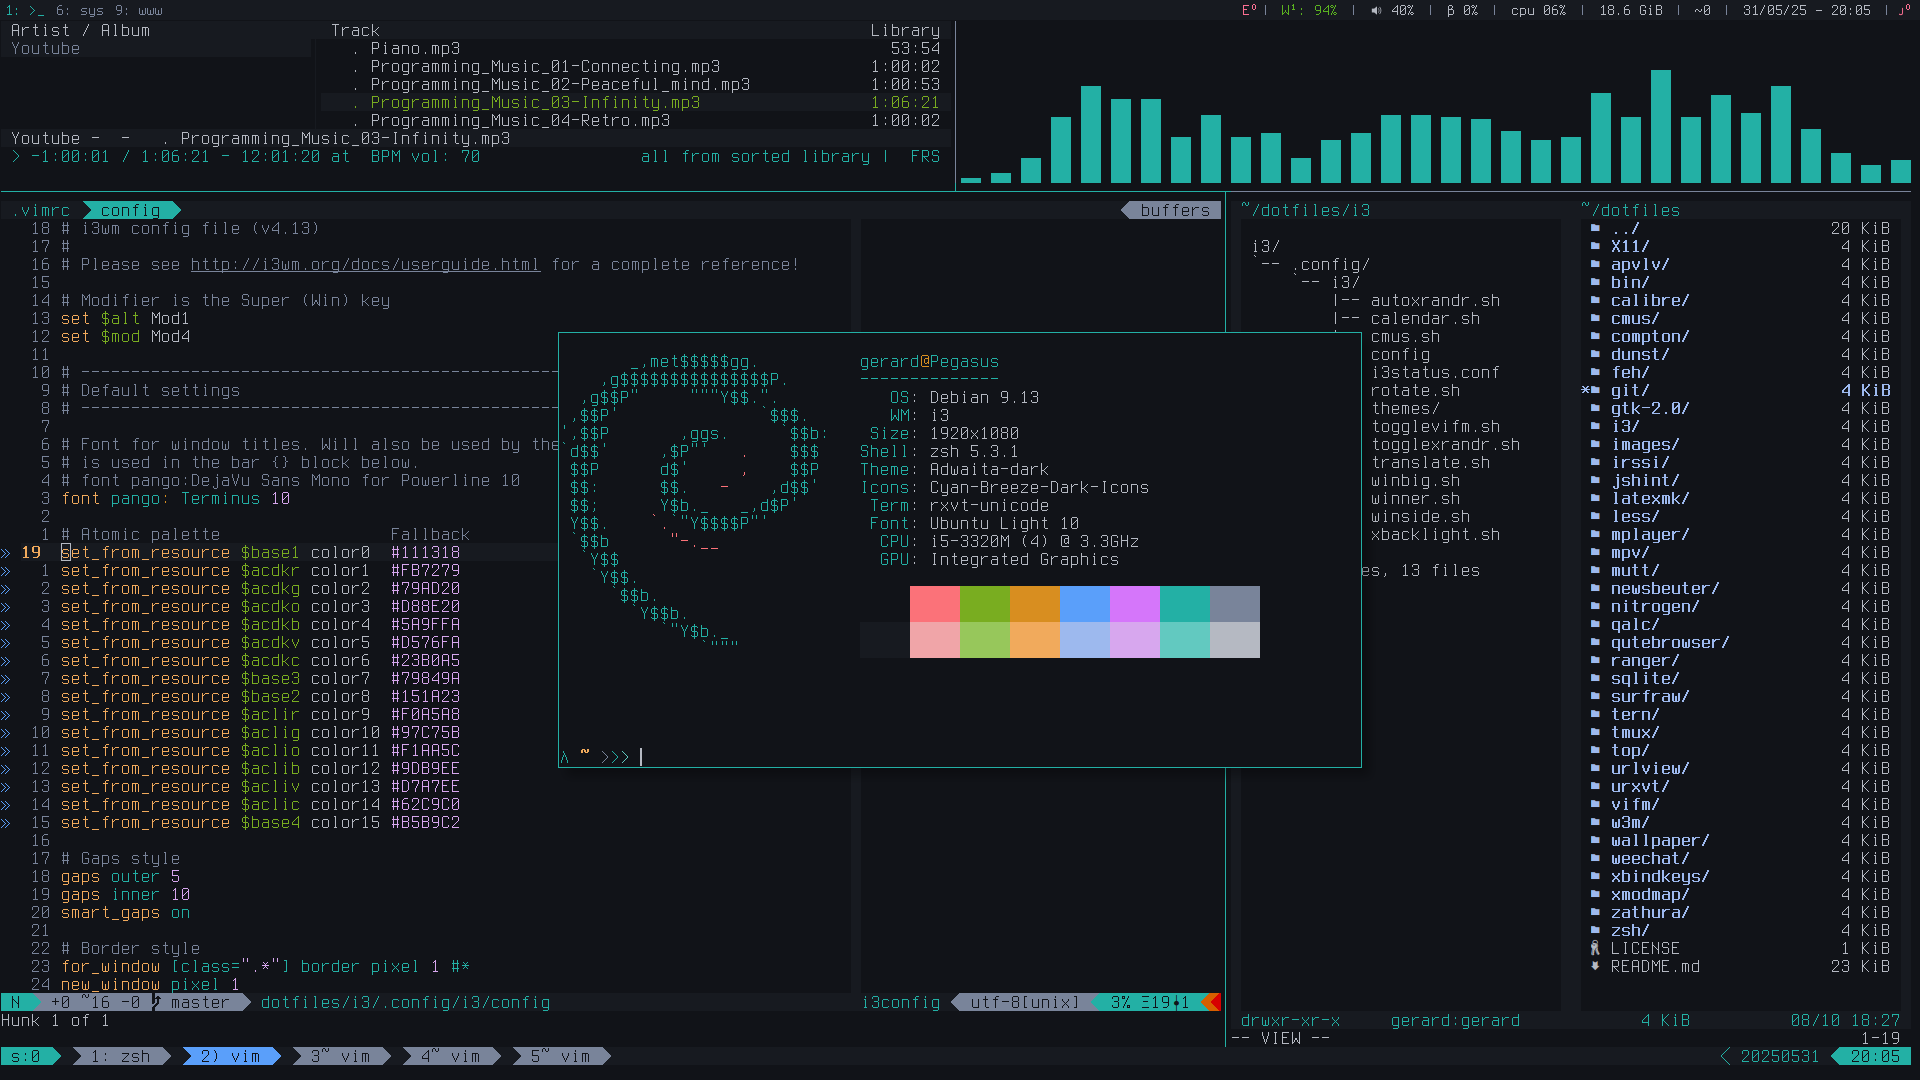 1: >_ 6: sys 9: www
E⁰ | W¹: 94% | 40% | β 0% | cpu 06% | 18.6 GiB | ~0 | 31/05/25 - 20:05 |
Artist / Album Track Library
Youtube . Piano.mp3 53:54
. Programming_Music_01-Connecting.mp3 1:00:02
. Programming_Music_02-Peaceful_mind.mp3 1:00:53
. Programming_Music_03-Infinity.mp3 1:06:21
. Programming_Music_04-Retro.mp3 1:00:02
Youtube - - . Programming_Music_03-Infinity.mp3
> -1:00:01 / 1:06:21 - 12:01:20 at BPM vol: 70 all from sorted library | FRS
.vimrc config buffers
18 # i3wm config file (v4.13)
17 #
16 # Please see http://i3wm.org/docs/userguide.html for a complete reference!
15
14 # Modifier is the Super (Win) key
13 set $alt Mod1
12 set $mod Mod4
11
10 # ------------------------------------------------
9 # Default settings
8 # ------------------------------------------------
7
6 # Font for window titles. Will also be used by the
5 # is used in the bar {} block below.
4 # font pango:DejaVu Sans Mono for Powerline 10
3 font pango: Terminus 10
2
1 # Atomic palette Fallback
» 19 set_from_resource $base1 color0 #111318
» 1 set_from_resource $acdkr color1 #FB7279
» 2 set_from_resource $acdkg color2 #79AD20
» 3 set_from_resource $acdko color3 #D88E20
» 4 set_from_resource $acdkb color4 #5A9FFA
» 5 set_from_resource $acdkv color5 #D576FA
» 6 set_from_resource $acdkc color6 #23B0A5
» 7 set_from_resource $base3 color7 #79849A
» 8 set_from_resource $base2 color8 #151A23
» 9 set_from_resource $aclir color9 #F0A5A8
» 10 set_from_resource $aclig color10 #97C75B
» 11 set_from_resource $aclio color11 #F1AA5C
» 12 set_from_resource $aclib color12 #9DB9EE
» 13 set_from_resource $acliv color13 #D7A7EE
» 14 set_from_resource $aclic color14 #62C9C0
» 15 set_from_resource $base4 color15 #B5B9C2
16
17 # Gaps style
18 gaps outer 5
19 gaps inner 10
20 smart_gaps on
21
22 # Border style
23 for_window [class=".*"] border pixel 1 #*
24 new_window pixel 1
N +0 ~16 -0 master dotfiles/i3/.config/i3/config i3config utf-8[unix] 3% Ξ19 1
Hunk 1 of 1
gerard@Pegasus
--------------
OS: Debian 9.13
WM: i3
Size: 1920x1080
Shell: zsh 5.3.1
Theme: Adwaita-dark
Icons: Cyan-Breeze-Dark-Icons
Term: rxvt-unicode
Font: Ubuntu Light 10
CPU: i5-3320M (4) @ 3.3GHz
GPU: Integrated Graphics
λ ~ >>>
~/dotfiles/i3
i3/
`-- .config/
`-- i3/
|-- autoxrandr.sh
|-- calendar.sh
cmus.sh
config
i3status.conf
rotate.sh
themes/
togglevifm.sh
togglexrandr.sh
translate.sh
winbig.sh
winner.sh
winside.sh
xbacklight.sh
es, 13 files
~/dotfiles
../ 20 KiB
X11/ 4 KiB
apvlv/ 4 KiB
bin/ 4 KiB
calibre/ 4 KiB
cmus/ 4 KiB
compton/ 4 KiB
dunst/ 4 KiB
feh/ 4 KiB
* git/ 4 KiB
gtk-2.0/ 4 KiB
i3/ 4 KiB
images/ 4 KiB
irssi/ 4 KiB
jshint/ 4 KiB
latexmk/ 4 KiB
less/ 4 KiB
mplayer/ 4 KiB
mpv/ 4 KiB
mutt/ 4 KiB
newsbeuter/ 4 KiB
nitrogen/ 4 KiB
qalc/ 4 KiB
qutebrowser/ 4 KiB
ranger/ 4 KiB
sqlite/ 4 KiB
surfraw/ 4 KiB
tern/ 4 KiB
tmux/ 4 KiB
top/ 4 KiB
urlview/ 4 KiB
urxvt/ 4 KiB
vifm/ 4 KiB
w3m/ 4 KiB
wallpaper/ 4 KiB
weechat/ 4 KiB
xbindkeys/ 4 KiB
xmodmap/ 4 KiB
zathura/ 4 KiB
zsh/ 4 KiB
LICENSE 1 KiB
README.md 23 KiB
drwxr-xr-x gerard:gerard 4 KiB 08/10 18:27
-- VIEW -- 1-19
s:0 1: zsh 2) vim 3~ vim 4~ vim 5~ vim 20250531 20:05